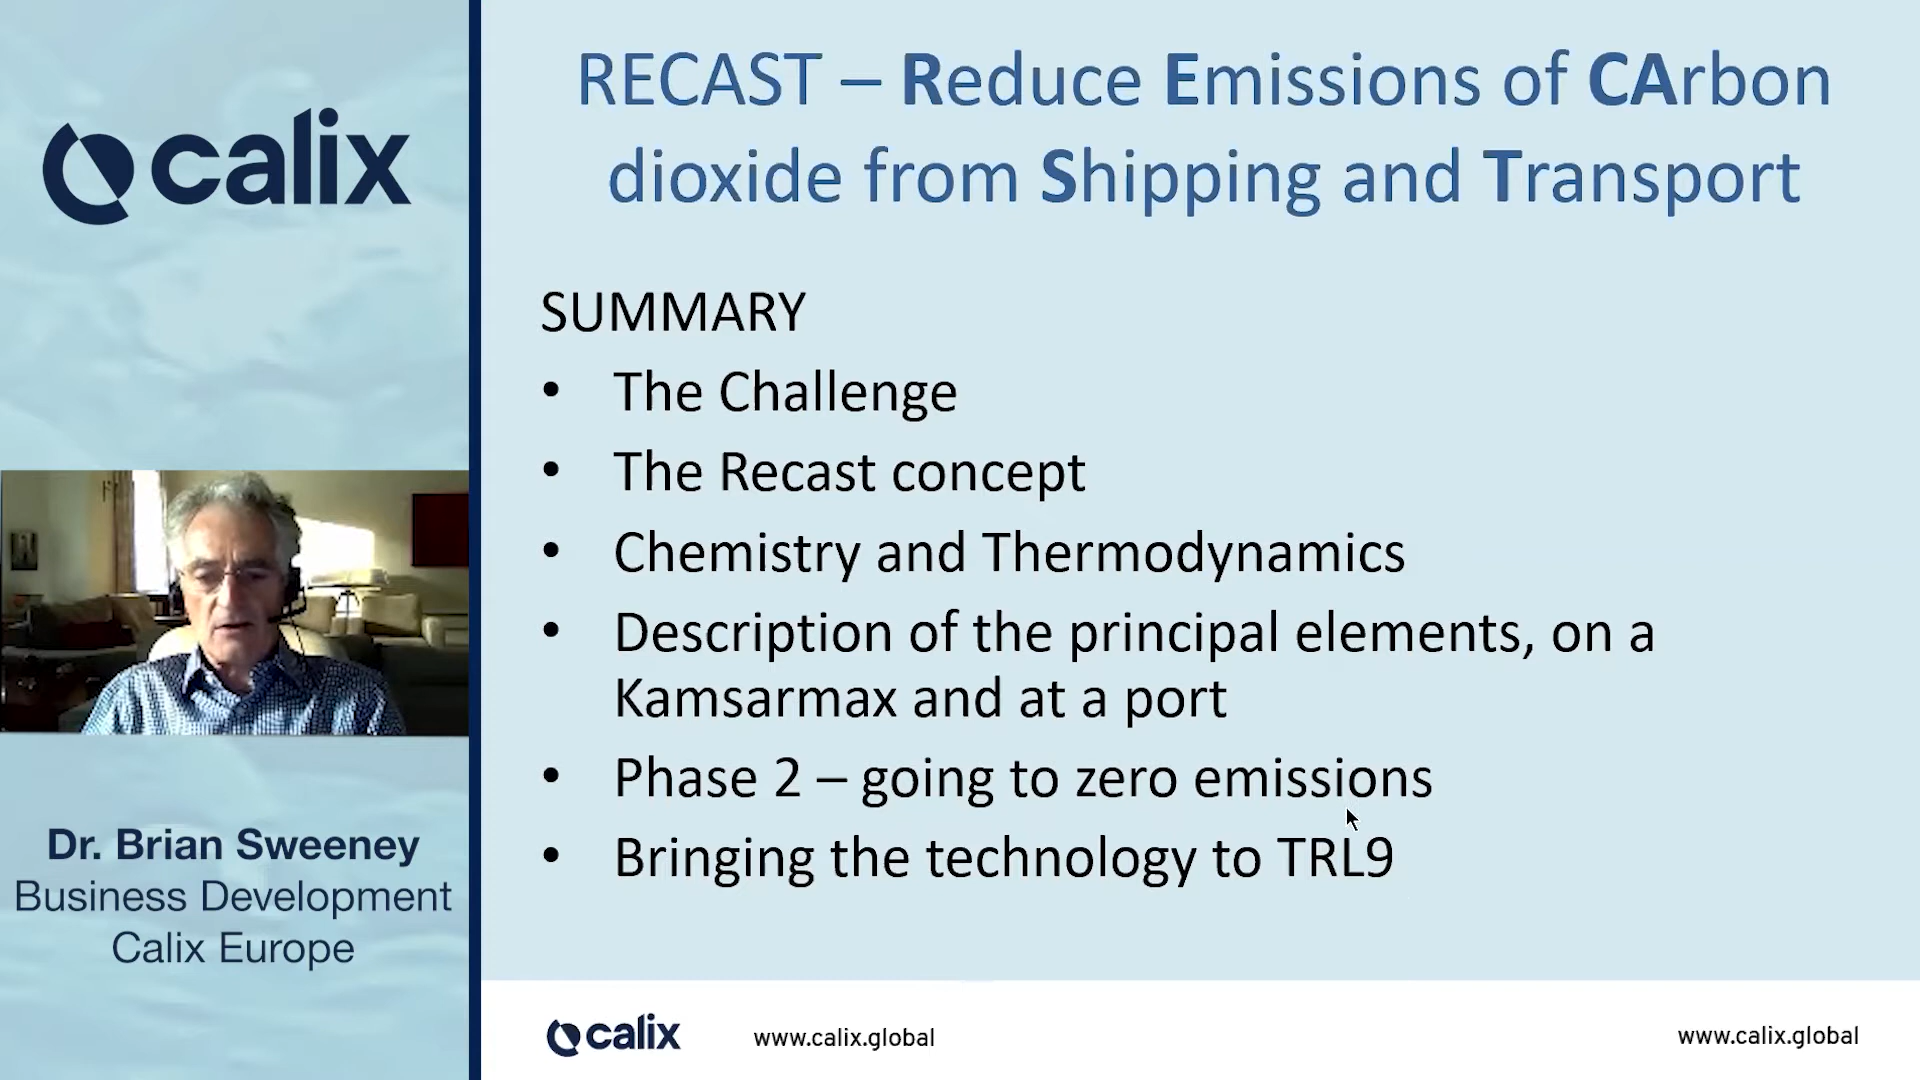 calix
Dr. Brian Sweeney
Business Development
Calix Europe
RECAST – Reduce Emissions of CArbon
dioxide from Shipping and Transport
SUMMARY
• The Challenge
• The Recast concept
• Chemistry and Thermodynamics
• Description of the principal elements, on a
Kamsarmax and at a port
• Phase 2 – going to zero emissions
• Bringing the technology to TRL9
calix
www.calix.global
www.calix.global